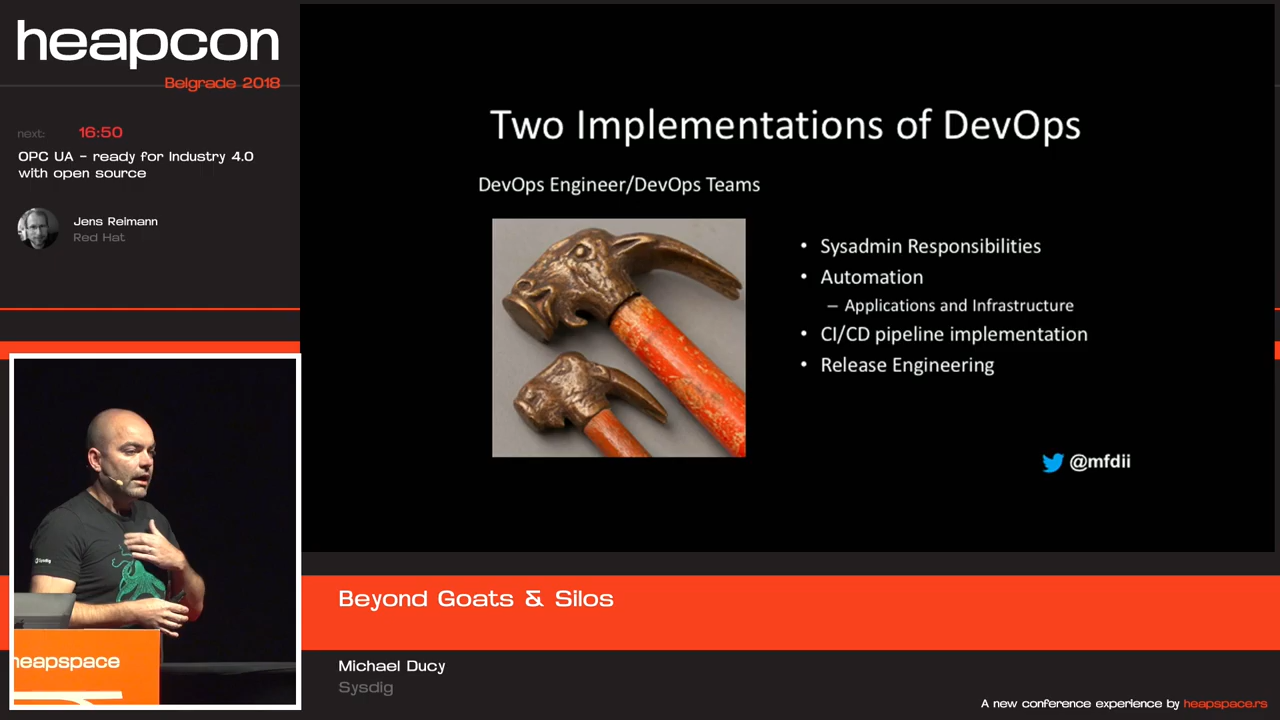 heapcon
Belgrade 2018
next: 16:50
OPC UA - ready for Industry 4.0
with open source
Jens Reimann
Red Hat
Two Implementations of DevOps
DevOps Engineer/DevOps Teams
• Sysadmin Responsibilities
• Automation
– Applications and Infrastructure
• CI/CD pipeline implementation
• Release Engineering
@mfdii
Sysdig
heapspace
Beyond Goats & Silos
Michael Ducy
Sysdig
A new conference experience by heapspace.rs